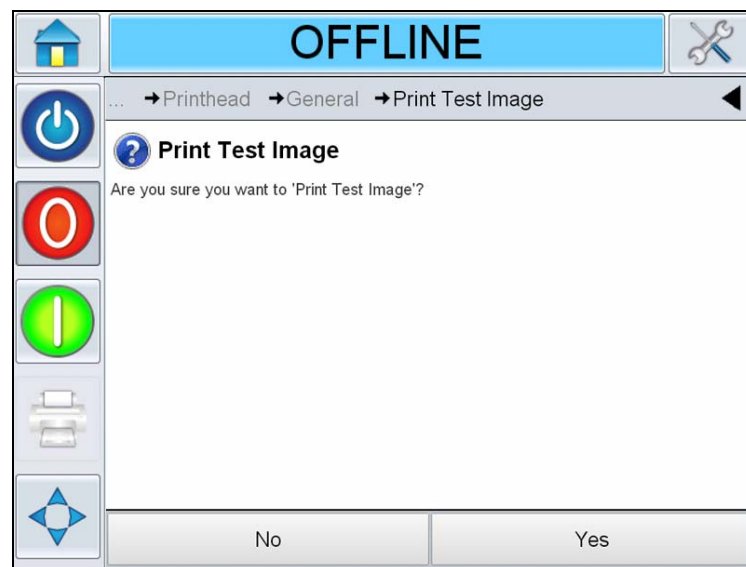 OFFLINE
... →Printhead →General →Print Test Image
Print Test Image
Are you sure you want to 'Print Test Image'?
No
Yes